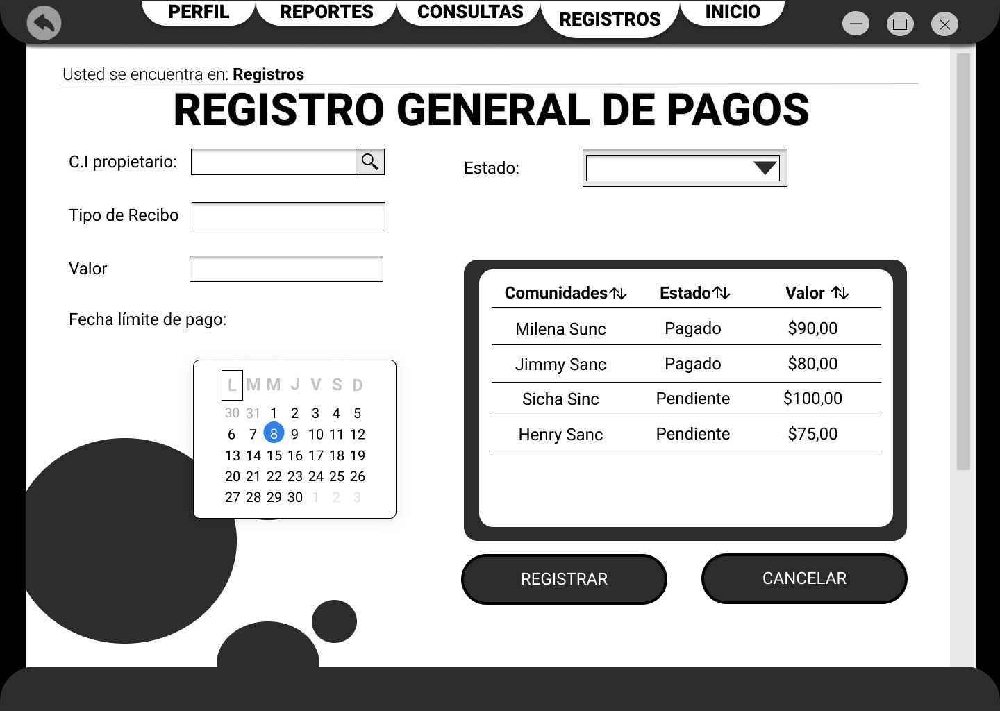 PERFIL REPORTES CONSULTAS REGISTROS INICIO
Usted se encuentra en: Registros
REGISTRO GENERAL DE PAGOS
C.I propietario:
Estado:
Tipo de Recibo
Valor
Fecha límite de pago:
L M M J V S D
30 31 1 2 3 4 5
6 7 8 9 10 11 12
13 14 15 16 17 18 19
20 21 22 23 24 25 26
27 28 29 30 1 2 3
Comunidades Estado Valor
Milena Sunc Pagado $90,00
Jimmy Sanc Pagado $80,00
Sicha Sinc Pendiente $100,00
Henry Sanc Pendiente $75,00
REGISTRAR CANCELAR